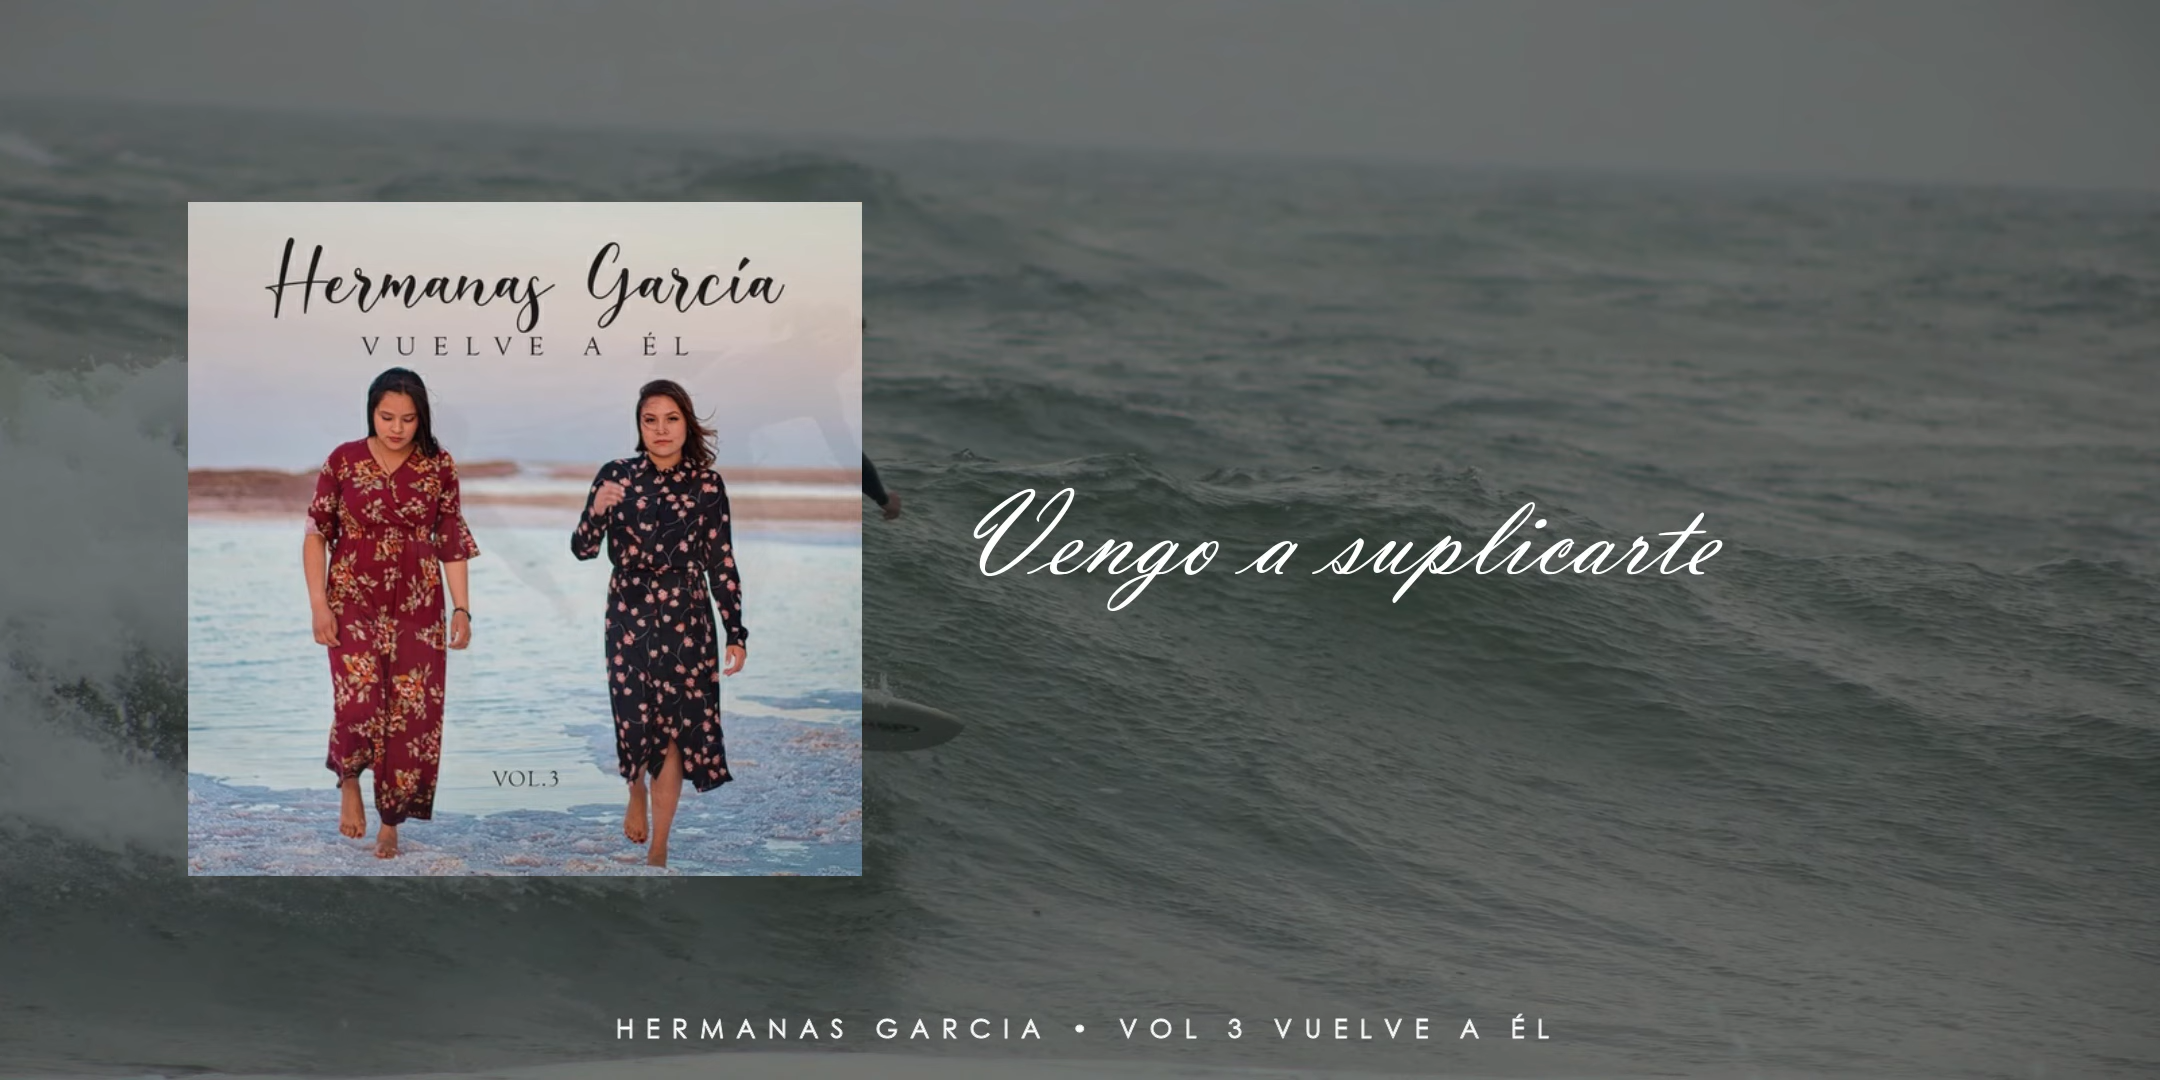 Hermanas García
VUELVE A ÉL
VOL.3
Vengo a suplicarte
HERMANAS GARCIA • VOL 3 VUELVE A ÉL